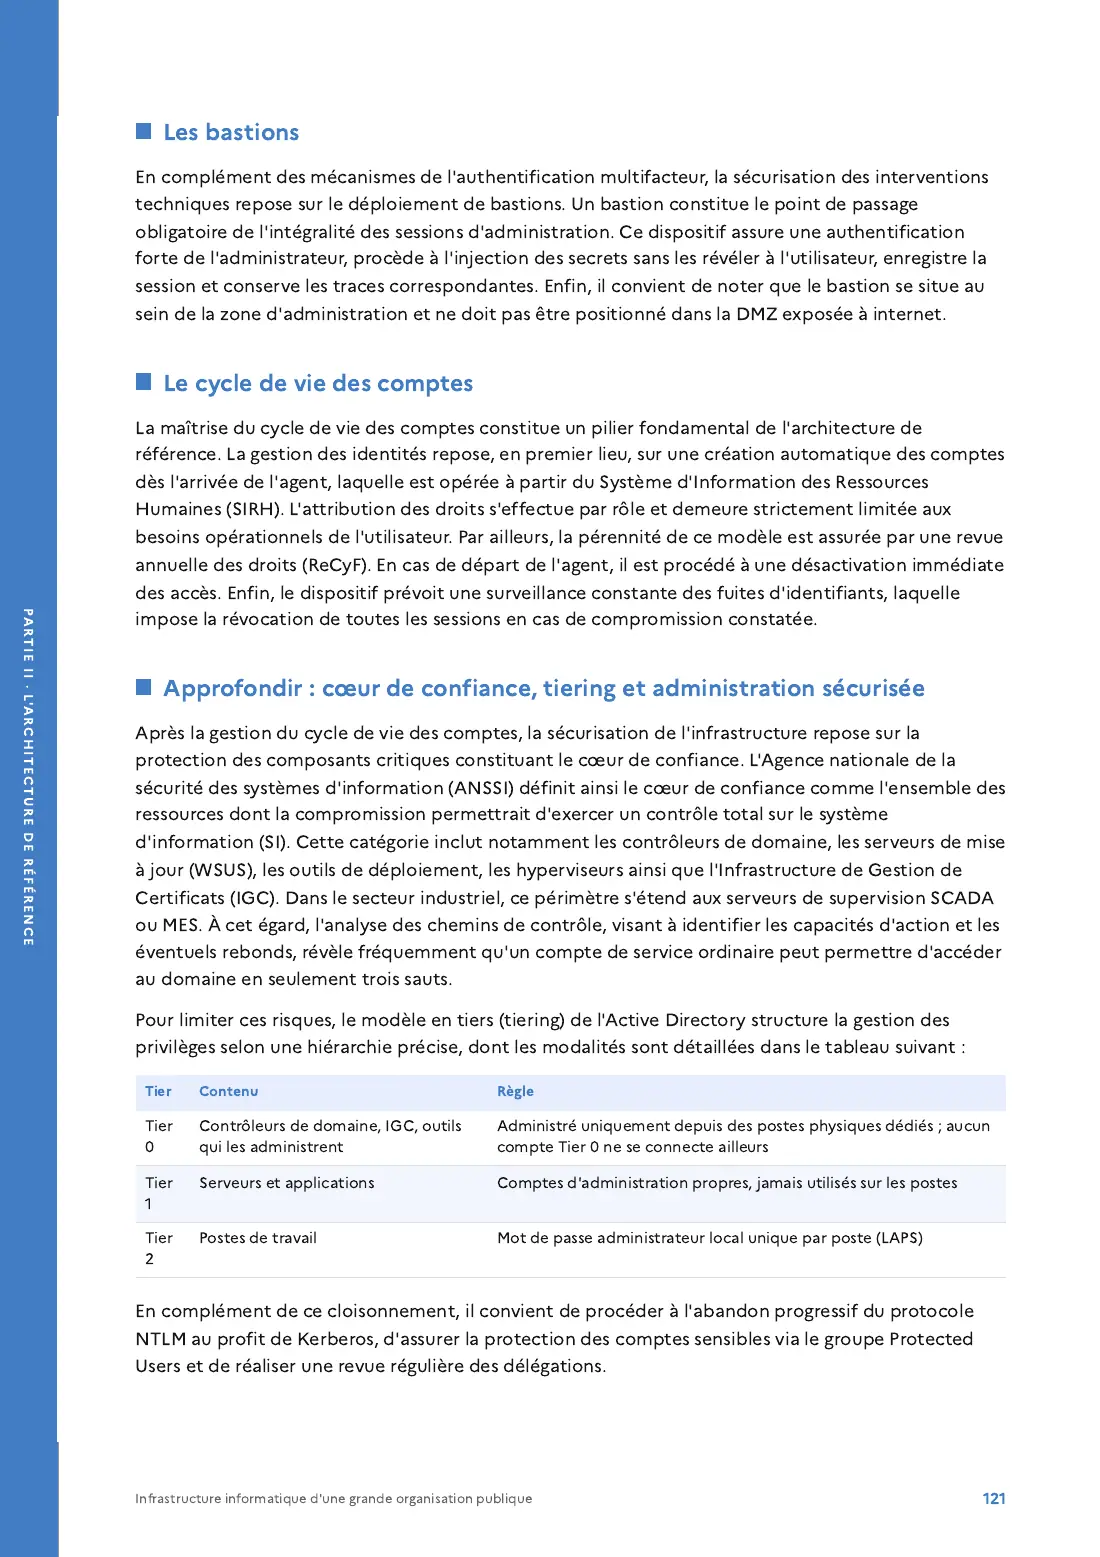 Les bastions
En complément des mécanismes de l'authentification multifacteur, la sécurisation des interventions
techniques repose sur le déploiement de bastions. Un bastion constitue le point de passage
obligatoire de l'intégralité des sessions d'administration. Ce dispositif assure une authentification
forte de l'administrateur, procède à l'injection des secrets sans les révéler à l'utilisateur, enregistre la
session et conserve les traces correspondantes. Enfin, il convient de noter que le bastion se situe au
sein de la zone d'administration et ne doit pas être positionné dans la DMZ exposée à internet.
Le cycle de vie des comptes
La maîtrise du cycle de vie des comptes constitue un pilier fondamental de l'architecture de
référence. La gestion des identités repose, en premier lieu, sur une création automatique des comptes
dès l'arrivée de l'agent, laquelle est opérée à partir du Système d'Information des Ressources
Humaines (SIRH). L'attribution des droits s'effectue par rôle et demeure strictement limitée aux
besoins opérationnels de l'utilisateur. Par ailleurs, la pérennité de ce modèle est assurée par une revue
annuelle des droits (ReCyF). En cas de départ de l'agent, il est procédé à une désactivation immédiate
des accès. Enfin, le dispositif prévoit une surveillance constante des fuites d'identifiants, laquelle
impose la révocation de toutes les sessions en cas de compromission constatée.
Approfondir : cœur de confiance, tiering et administration sécurisée
Après la gestion du cycle de vie des comptes, la sécurisation de l'infrastructure repose sur la
protection des composants critiques constituant le cœur de confiance. L'Agence nationale de la
sécurité des systèmes d'information (ANSSI) définit ainsi le cœur de confiance comme l'ensemble des
ressources dont la compromission permettrait d'exercer un contrôle total sur le système
d'information (SI). Cette catégorie inclut notamment les contrôleurs de domaine, les serveurs de mise
à jour (WSUS), les outils de déploiement, les hyperviseurs ainsi que l'Infrastructure de Gestion de
Certificats (IGC). Dans le secteur industriel, ce périmètre s'étend aux serveurs de supervision SCADA
ou MES. À cet égard, l'analyse des chemins de contrôle, visant à identifier les capacités d'action et les
éventuels rebonds, révèle fréquemment qu'un compte de service ordinaire peut permettre d'accéder
au domaine en seulement trois sauts.
Pour limiter ces risques, le modèle en tiers (tiering) de l'Active Directory structure la gestion des
privilèges selon une hiérarchie précise, dont les modalités sont détaillées dans le tableau suivant :
Tier Contenu Règle
Tier Contrôleurs de domaine, IGC, outils Administré uniquement depuis des postes physiques dédiés ; aucun
0 qui les administrent compte Tier 0 ne se connecte ailleurs
Tier Serveurs et applications Comptes d'administration propres, jamais utilisés sur les postes
1
Tier Postes de travail Mot de passe administrateur local unique par poste (LAPS)
2
En complément de ce cloisonnement, il convient de procéder à l'abandon progressif du protocole
NTLM au profit de Kerberos, d'assurer la protection des comptes sensibles via le groupe Protected
Users et de réaliser une revue régulière des délégations.
PARTIE II · L'ARCHITECTURE DE RÉFÉRENCE
Infrastructure informatique d'une grande organisation publique 121